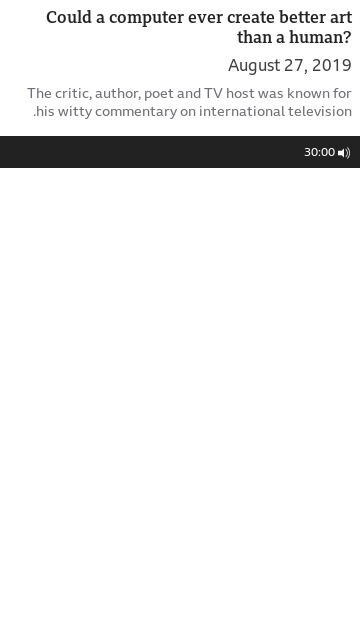 Could a computer ever create better art
than a human?
August 27, 2019
The critic, author, poet and TV host was known for
.his witty commentary on international television
30:00